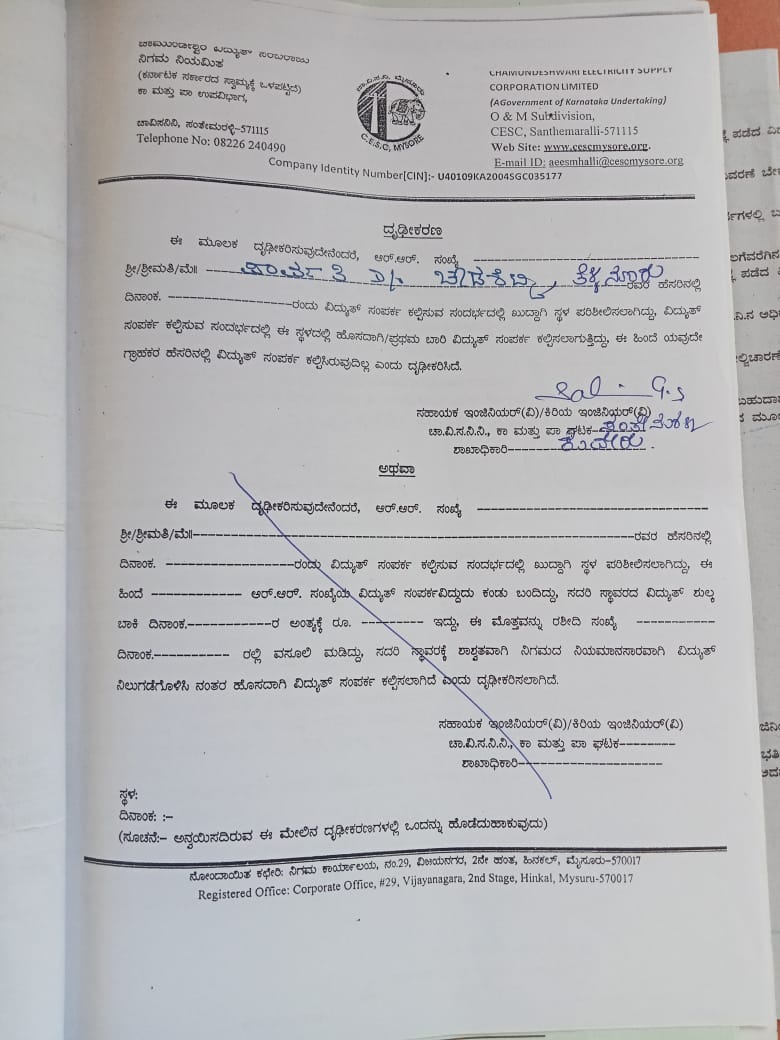 ಚಾಮುಂಡೇಶ್ವರಿ ವಿದ್ಯುತ್ ಸರಬರಾಜು
ನಿಗಮ ನಿಯಮಿತ
(ಕರ್ನಾಟಕ ಸರ್ಕಾರದ ಸ್ವಾಮ್ಯಕ್ಕೆ ಒಳಪಟ್ಟಿದೆ)
ಕಾ ಮತ್ತು ಪಾ ಉಪವಿಭಾಗ,
ಚಾವಿಸನಿನಿ, ಸಂತೇಮರಳ್ಳಿ-571115
Telephone No: 08226 240490
C.E.S.C, MYSORE
CHAMUNDESHWARI ELECTRICITY SUPPLY
CORPORATION LIMITED
(AGovernment of Karnataka Undertaking)
O & M Subdivision,
CESC, Santhemaralli-571115
Web Site: www.cescmysore.org.
E-mail ID: aeesmhalli@cescmysore.org
Company Identity Number[CIN]:- U40109KA2004SGC035177
ದೃಢೀಕರಣ
ಈ ಮೂಲಕ ದೃಢೀಕರಿಸುವುದೇನೆಂದರೆ, ಆರ್.ಆರ್. ಸಂಖ್ಯೆ ------------------------------
ಶ್ರೀ/ಶ್ರೀಮತಿ/ಮೆ॥ D/o ರವರ ಹೆಸರಿನಲ್ಲಿ
ದಿನಾಂಕ. --------------------ರಂದು ವಿದ್ಯುತ್ ಸಂಪರ್ಕ ಕಲ್ಪಿಸುವ ಸಂದರ್ಭದಲ್ಲಿ ಖುದ್ದಾಗಿ ಸ್ಥಳ ಪರಿಶೀಲಿಸಲಾಗಿದ್ದು, ವಿದ್ಯುತ್
ಸಂಪರ್ಕ ಕಲ್ಪಿಸುವ ಸಂದರ್ಭದಲ್ಲಿ ಈ ಸ್ಥಳದಲ್ಲಿ ಹೊಸದಾಗಿ/ಪ್ರಥಮ ಬಾರಿ ವಿದ್ಯುತ್ ಸಂಪರ್ಕ ಕಲ್ಪಿಸಲಾಗುತ್ತಿದ್ದು, ಈ ಹಿಂದೆ ಯವುದೇ
ಗ್ರಾಹಕರ ಹೆಸರಿನಲ್ಲಿ ವಿದ್ಯುತ್ ಸಂಪರ್ಕ ಕಲ್ಪಿಸಿರುವುದಿಲ್ಲ ಎಂದು ದೃಢೀಕರಿಸಿದೆ.
ಸಹಾಯಕ ಇಂಜಿನಿಯರ್(ವಿ)/ಕಿರಿಯ ಇಂಜಿನಿಯರ್(ವಿ)
ಚಾ.ವಿ.ಸ.ನಿ.ನಿ., ಕಾ ಮತ್ತು ಪಾ ಘಟಕ-
ಶಾಖಾಧಿಕಾರಿ- ಕುದೇರು.
ಅಥವಾ
ಈ ಮೂಲಕ ದೃಢೀಕರಿಸುವುದೇನೆಂದರೆ, ಆರ್.ಆರ್. ಸಂಖ್ಯೆ ------------------------------
ಶ್ರೀ/ಶ್ರೀಮತಿ/ಮೆ॥------------------------------------------------------------ರವರ ಹೆಸರಿನಲ್ಲಿ
ದಿನಾಂಕ. --------------------ರಂದು ವಿದ್ಯುತ್ ಸಂಪರ್ಕ ಕಲ್ಪಿಸುವ ಸಂದರ್ಭದಲ್ಲಿ ಖುದ್ದಾಗಿ ಸ್ಥಳ ಪರಿಶೀಲಿಸಲಾಗಿದ್ದು, ಈ
ಹಿಂದೆ -------------- ಆರ್.ಆರ್. ಸಂಖ್ಯೆಯ ವಿದ್ಯುತ್ ಸಂಪರ್ಕವಿದ್ದುದು ಕಂಡು ಬಂದಿದ್ದು, ಸದರಿ ಸ್ಥಾವರದ ವಿದ್ಯುತ್ ಶುಲ್ಕ
ಬಾಕಿ ದಿನಾಂಕ.------------ರ ಅಂತ್ಯಕ್ಕೆ ರೂ. --------- ಇದ್ದು, ಈ ಮೊತ್ತವನ್ನು ರಶೀದಿ ಸಂಖ್ಯೆ -----------
ದಿನಾಂಕ.----------- ರಲ್ಲಿ ವಸೂಲಿ ಮಡಿದ್ದು, ಸದರಿ ಸ್ಥಾವರಕ್ಕೆ ಶಾಶ್ವತವಾಗಿ ನಿಗಮದ ನಿಯಮಾನಸಾರವಾಗಿ ವಿದ್ಯುತ್
ನಿಲುಗಡೆಗೊಳಿಸಿ ನಂತರ ಹೊಸದಾಗಿ ವಿದ್ಯುತ್ ಸಂಪರ್ಕ ಕಲ್ಪಿಸಲಾಗಿದೆ ಎಂದು ದೃಢೀಕರಿಸಲಾಗಿದೆ.
ಸಹಾಯಕ ಇಂಜಿನಿಯರ್(ವಿ)/ಕಿರಿಯ ಇಂಜಿನಿಯರ್(ವಿ)
ಚಾ.ವಿ.ಸ.ನಿ.ನಿ., ಕಾ ಮತ್ತು ಪಾ ಘಟಕ--------
ಶಾಖಾಧಿಕಾರಿ--------------------
ಸ್ಥಳ:
ದಿನಾಂಕ: :-
(ಸೂಚನೆ:- ಅನ್ವಯಿಸದಿರುವ ಈ ಮೇಲಿನ ದೃಢೀಕರಣಗಳಲ್ಲಿ ಒಂದನ್ನು ಹೊಡೆದುಹಾಕುವುದು)
ನೋಂದಾಯಿತ ಕಛೇರಿ: ನಿಗಮ ಕಾರ್ಯಾಲಯ, ನಂ.29, ವಿಜಯನಗರ, 2ನೇ ಹಂತ, ಹಿನಕಲ್, ಮೈಸೂರು-570017
Registered Office: Corporate Office, #29, Vijayanagara, 2nd Stage, Hinkal, Mysuru-570017